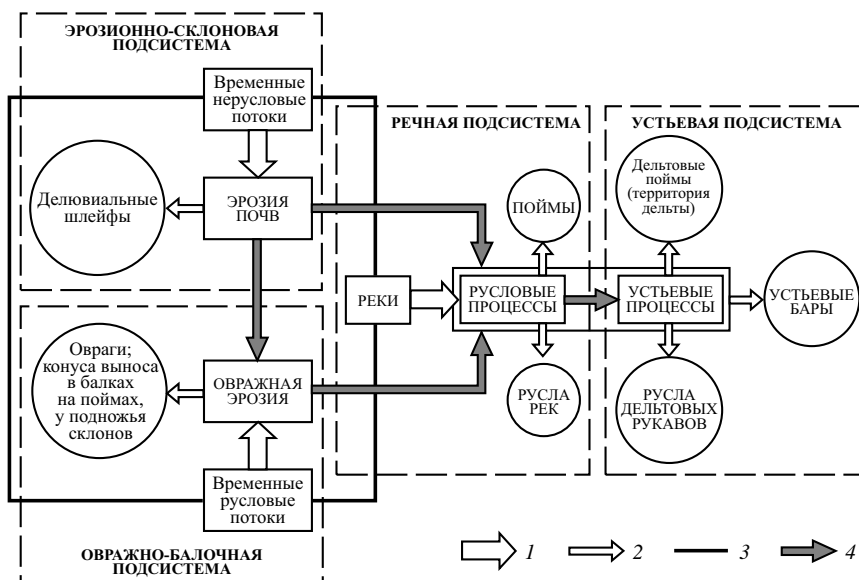 ЭРОЗИОННО-СКЛОНОВАЯ
ПОДСИСТЕМА
Временные
нерусловые
потоки
Делювиальные
шлейфы
ЭРОЗИЯ
ПОЧВ
РЕЧНАЯ ПОДСИСТЕМА
ПОЙМЫ
РЕКИ
РУСЛОВЫЕ
ПРОЦЕССЫ
РУСЛА
РЕК
УСТЬЕВАЯ ПОДСИСТЕМА
Дельтовые
поймы
(территория
дельты)
УСТЬЕВЫЕ
ПРОЦЕССЫ
УСТЬЕВЫЕ
БАРЫ
РУСЛА
ДЕЛЬТОВЫХ
РУКАВОВ
Овраги;
конуса выноса
в балках
на поймах,
у подножья
склонов
ОВРАЖНАЯ
ЭРОЗИЯ
Временные
русловые
потоки
ОВРАЖНО-БАЛОЧНАЯ
ПОДСИСТЕМА
1 2 3 4